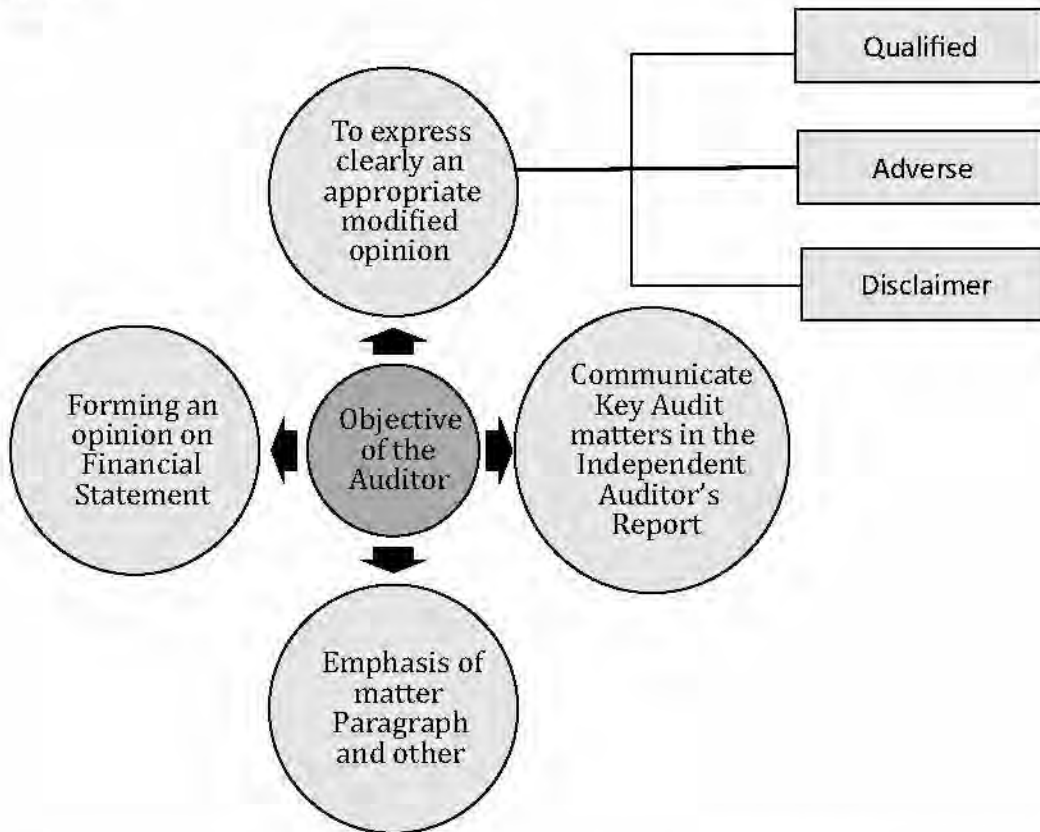 To express
clearly an
appropriate
modified
opinion
Qualified
Adverse
Disclaimer
Forming an
opinion on
Financial
Statement
Objective
of the
Auditor
Communicate
Key Audit
matters in the
Independent
Auditor's
Report
Emphasis of
matter
Paragraph
and other